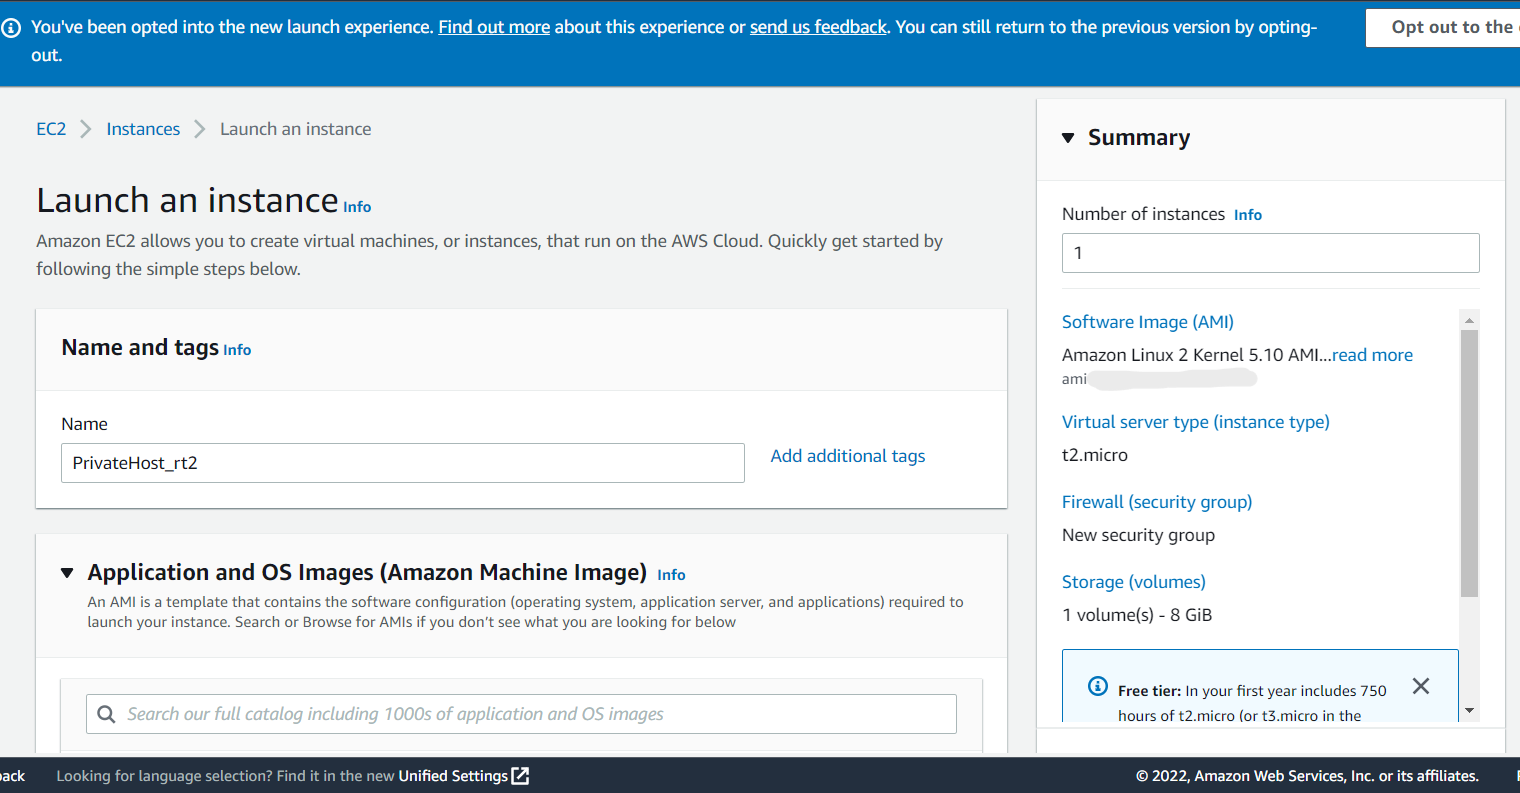 You've been opted into the new launch experience. Find out more about this experience or send us feedback. You can still return to the previous version by opting-
out.
Opt out to the
EC2 Instances Launch an instance
Launch an instance Info
Amazon EC2 allows you to create virtual machines, or instances, that run on the AWS Cloud. Quickly get started by
following the simple steps below.
Name and tags Info
Name
PrivateHost_rt2
Add additional tags
Application and OS Images (Amazon Machine Image) Info
An AMI is a template that contains the software configuration (operating system, application server, and applications) required to
launch your instance. Search or Browse for AMIs if you don't see what you are looking for below
Search our full catalog including 1000s of application and OS images
Summary
Number of instances Info
1
Software Image (AMI)
Amazon Linux 2 Kernel 5.10 AMI...read more
ami
Virtual server type (instance type)
t2.micro
Firewall (security group)
New security group
Storage (volumes)
1 volume(s) - 8 GiB
Free tier: In your first year includes 750
hours of t2.micro (or t3.micro in the
Looking for language selection? Find it in the new Unified Settings
© 2022, Amazon Web Services, Inc. or its affiliates.